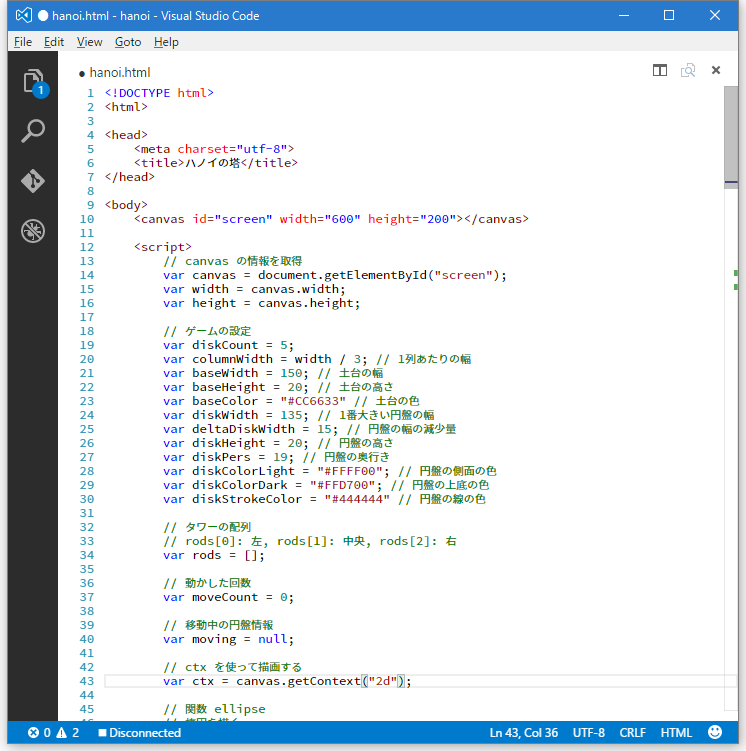 hanoi.html - hanoi - Visual Studio Code
File Edit View Goto Help
1
● hanoi.html
1 <!DOCTYPE html>
2 <html>
3
4 <head>
5 <meta charset="utf-8">
6 <title>ハノイの塔</title>
7 </head>
8
9 <body>
10 <canvas id="screen" width="600" height="200"></canvas>
11
12 <script>
13 // canvas の情報を取得
14 var canvas = document.getElementById("screen");
15 var width = canvas.width;
16 var height = canvas.height;
17
18 // ゲームの設定
19 var diskCount = 5;
20 var columnWidth = width / 3; // 1列あたりの幅
21 var baseWidth = 150; // 土台の幅
22 var baseHeight = 20; // 土台の高さ
23 var baseColor = "#CC6633" // 土台の色
24 var diskWidth = 135; // 1番大きい円盤の幅
25 var deltaDiskWidth = 15; // 円盤の幅の減少量
26 var diskHeight = 20; // 円盤の高さ
27 var diskPers = 19; // 円盤の奥行き
28 var diskColorLight = "#FFFF00"; // 円盤の側面の色
29 var diskColorDark = "#FFD700"; // 円盤の上底の色
30 var diskStrokeColor = "#444444" // 円盤の線の色
31
32 // タワーの配列
33 // rods[0]: 左, rods[1]: 中央, rods[2]: 右
34 var rods = [];
35
36 // 動かした回数
37 var moveCount = 0;
38
39 // 移動中の円盤情報
40 var moving = null;
41
42 // ctx を使って描画する
43 var ctx = canvas.getContext("2d");
44
45 // 関数 ellipse
0 2 Disconnected Ln 43, Col 36 UTF-8 CRLF HTML